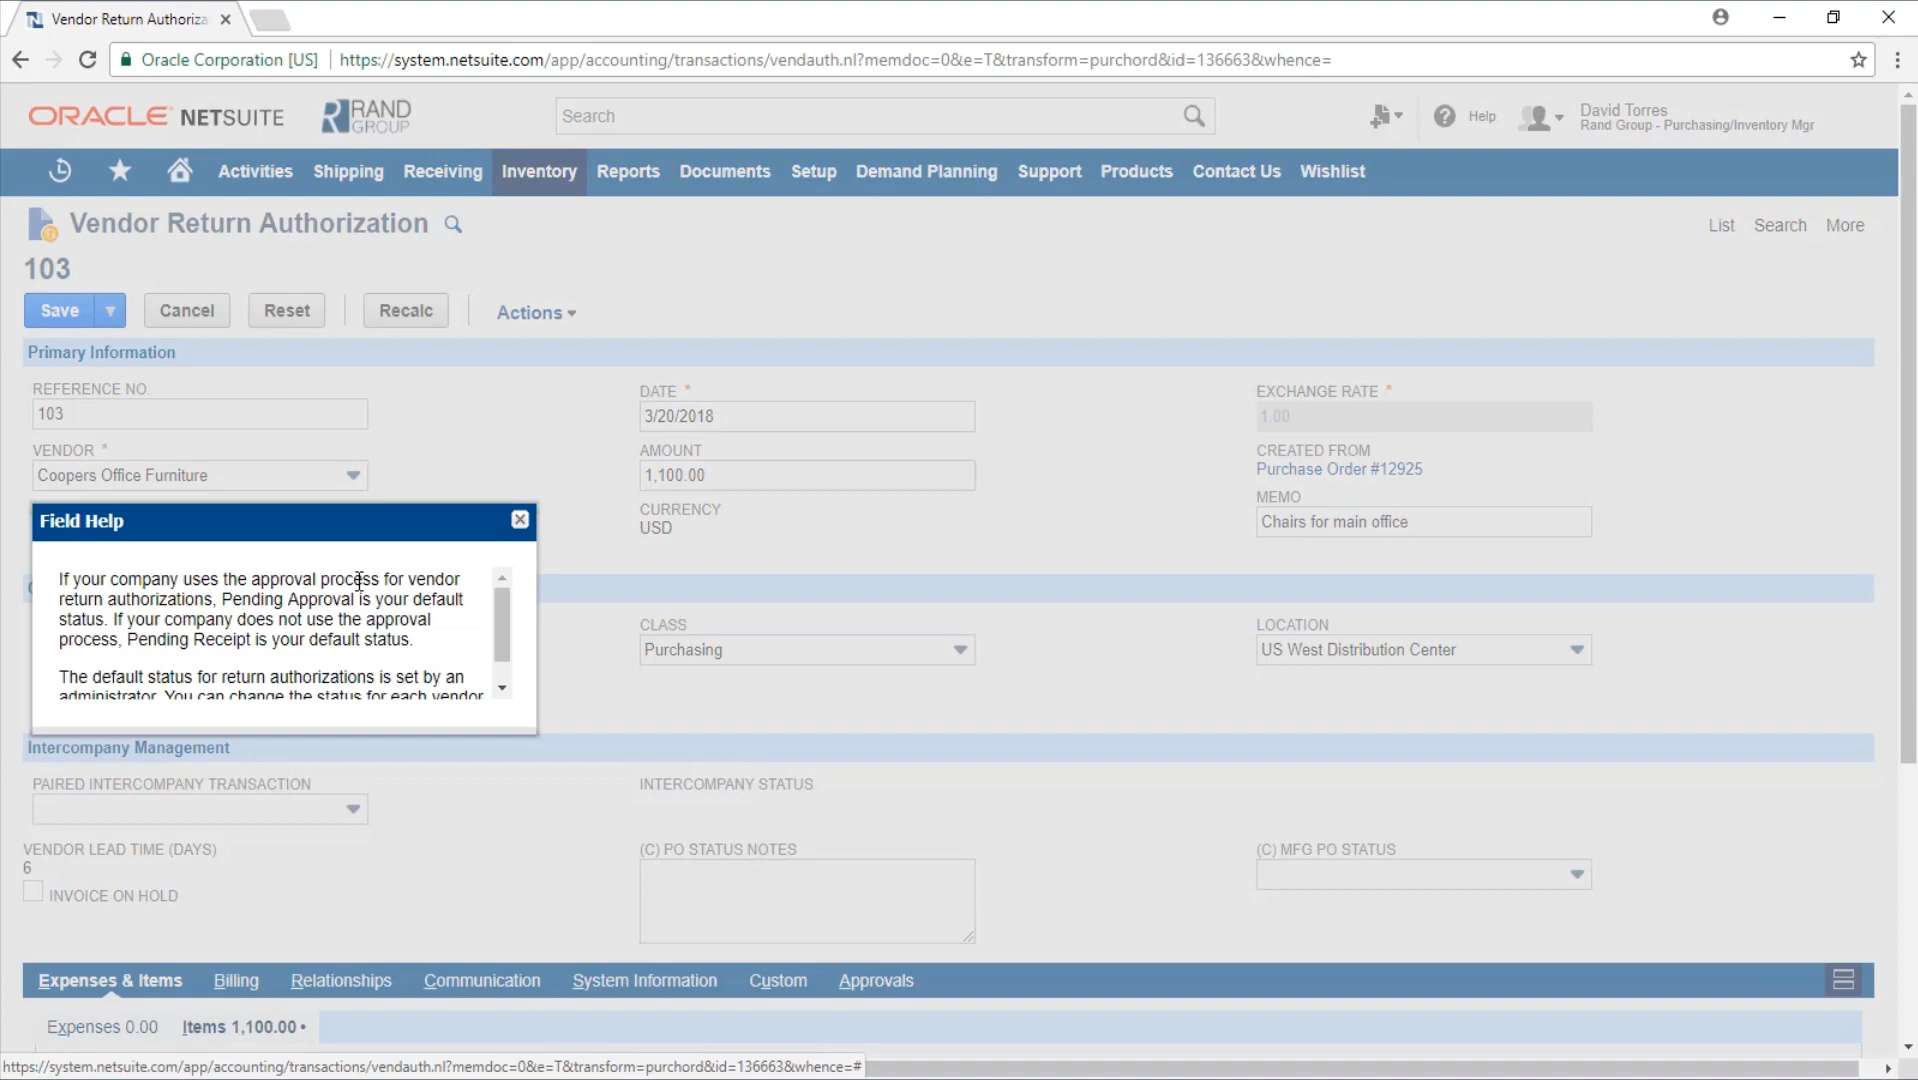 Vendor Return Authoriza
Oracle Corporation [US]
https://system.netsuite.com/app/accounting/transactions/vendauth.nl?memdoc=0&e=T&transform=purchord&id=136663&whence=
ORACLE NETSUITE
RAND GROUP
Search
Help
David Torres
Rand Group - Purchasing/Inventory Mgr
Activities Shipping Receiving Inventory Reports Documents Setup Demand Planning Support Products Contact Us Wishlist
Vendor Return Authorization
List Search More
103
Save Cancel Reset Recalc Actions
Primary Information
REFERENCE NO.
103
DATE *
3/20/2018
EXCHANGE RATE *
1.00
VENDOR *
Coopers Office Furniture
AMOUNT
1,100.00
CREATED FROM
Purchase Order #12925
CURRENCY
USD
MEMO
Chairs for main office
Field Help
If your company uses the approval process for vendor
return authorizations, Pending Approval is your default
status. If your company does not use the approval
process, Pending Receipt is your default status.
The default status for return authorizations is set by an
administrator. You can change the status for each vendor
CLASS
Purchasing
LOCATION
US West Distribution Center
Intercompany Management
PAIRED INTERCOMPANY TRANSACTION
INTERCOMPANY STATUS
VENDOR LEAD TIME (DAYS)
6
INVOICE ON HOLD
(C) PO STATUS NOTES
(C) MFG PO STATUS
Expenses & Items Billing Relationships Communication System Information Custom Approvals
Expenses 0.00 Items 1,100.00 •
https://system.netsuite.com/app/accounting/transactions/vendauth.nl?memdoc=0&e=T&transform=purchord&id=136663&whence=#